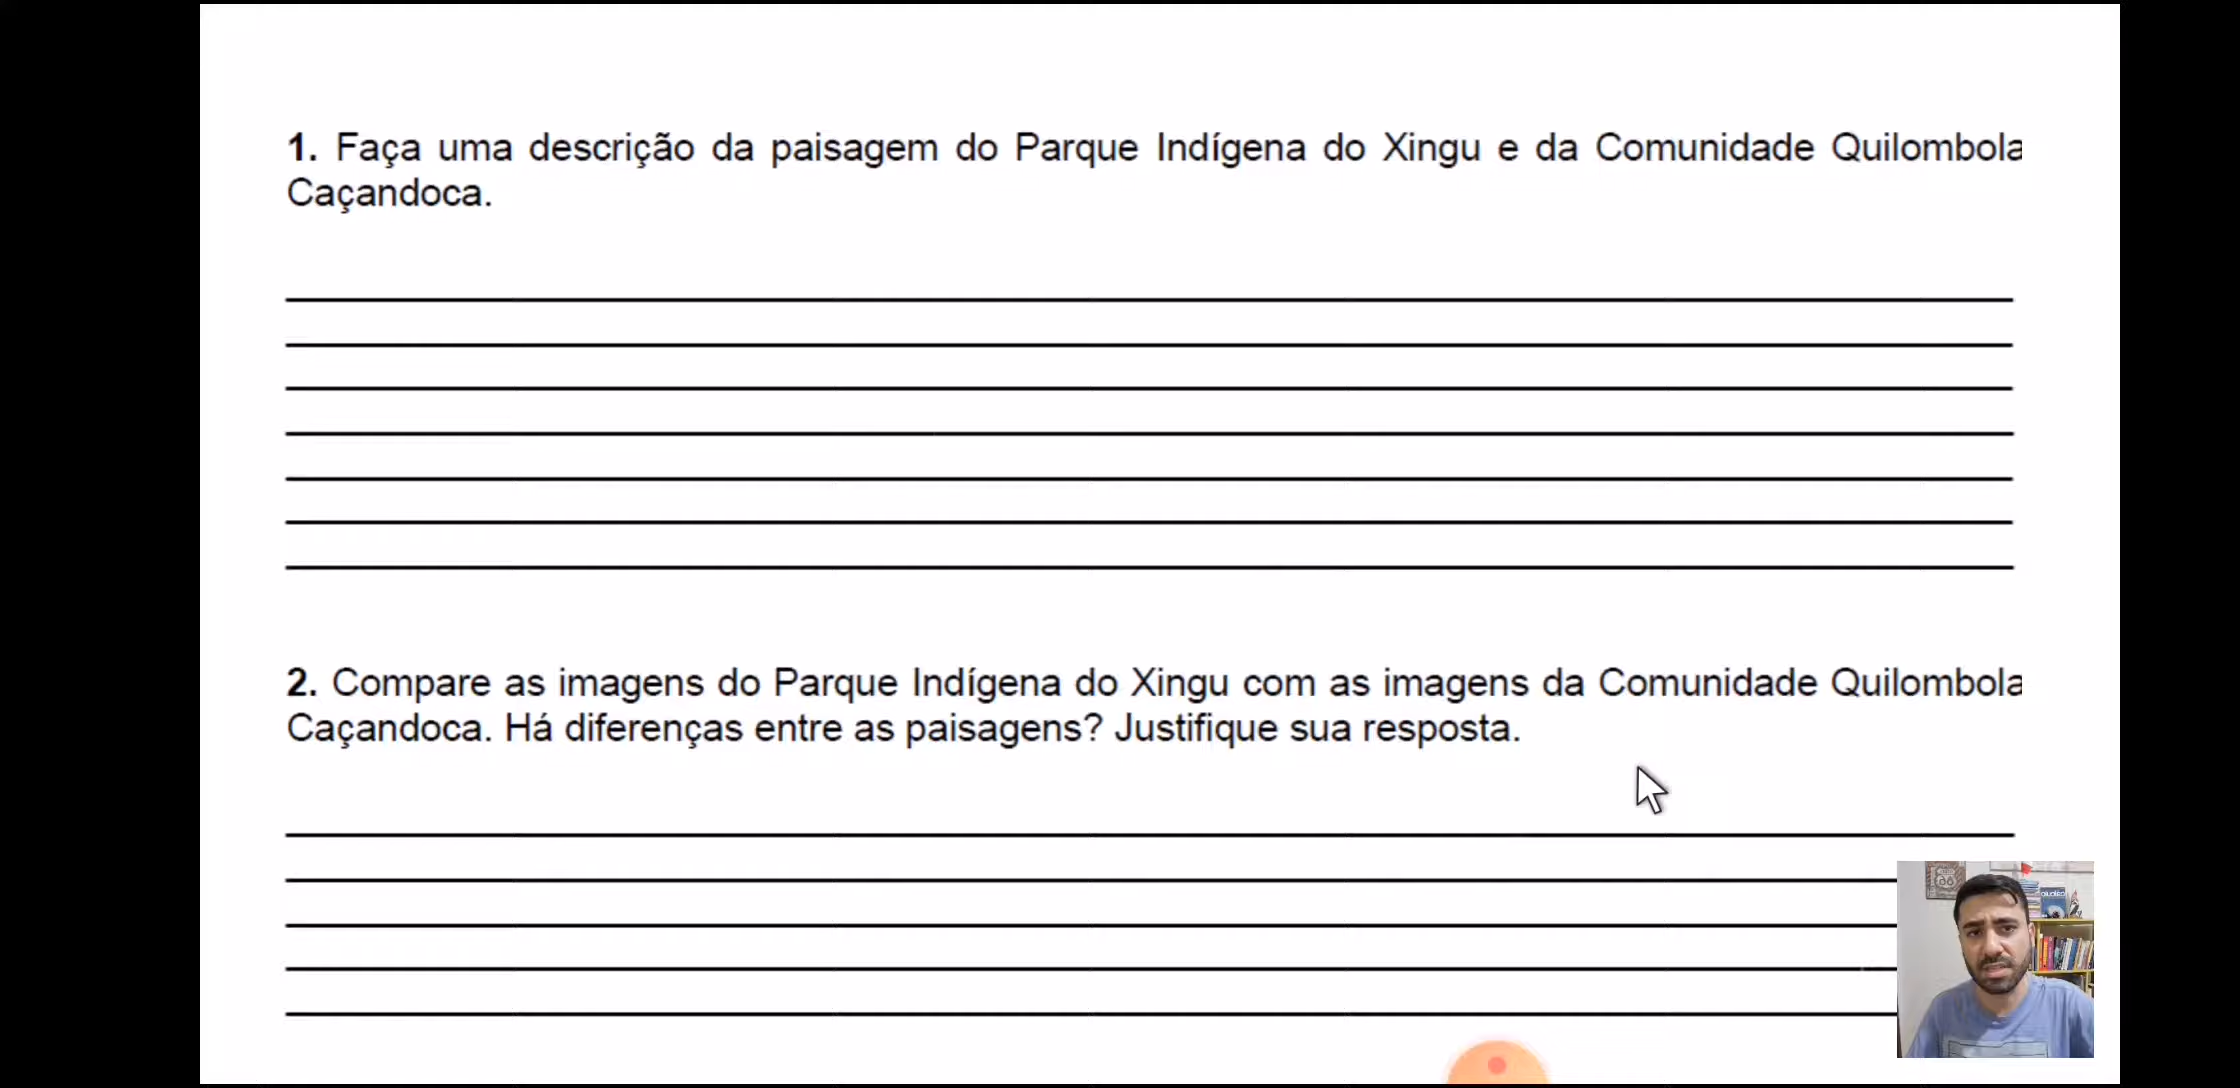 1. Faça uma descrição da paisagem do Parque Indígena do Xingu e da Comunidade Quilombola
Caçandoca.
2. Compare as imagens do Parque Indígena do Xingu com as imagens da Comunidade Quilombola
Caçandoca. Há diferenças entre as paisagens? Justifique sua resposta.